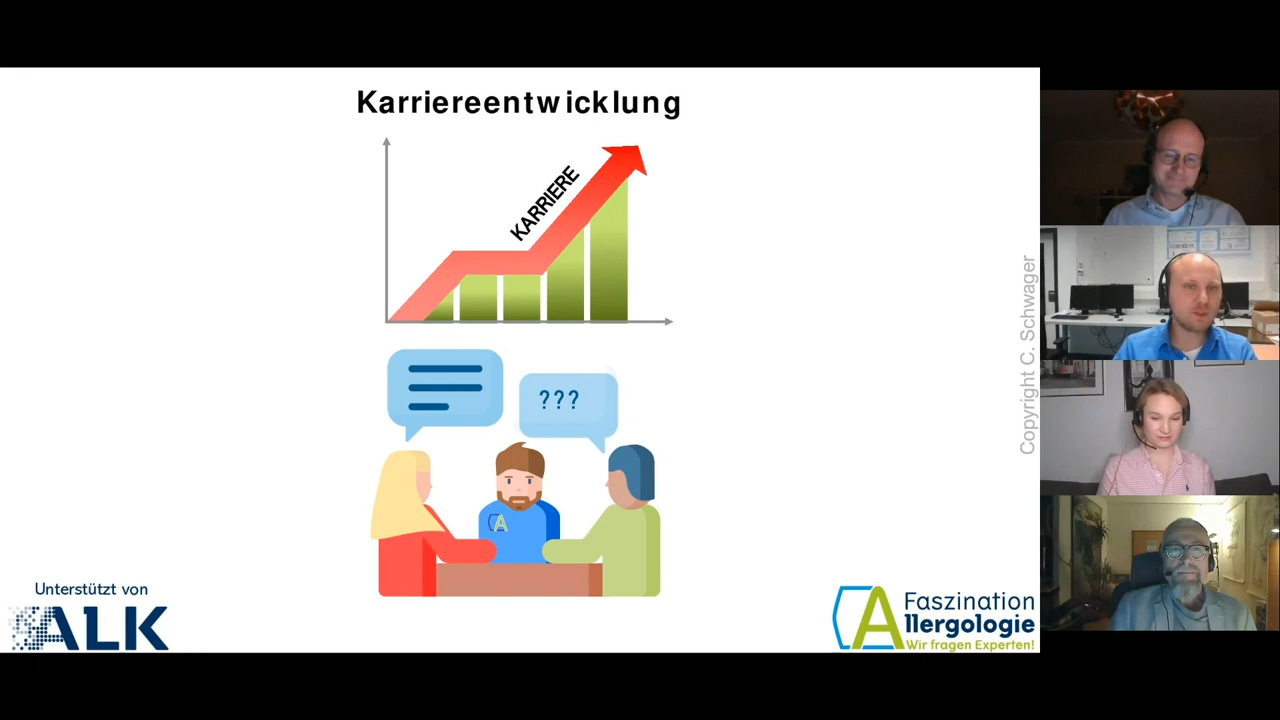 Karriereentwicklung
KARRIERE
???
Copyright C. Schwager
Unterstützt von
ALK
Faszination
Allergologie
Wir fragen Experten!